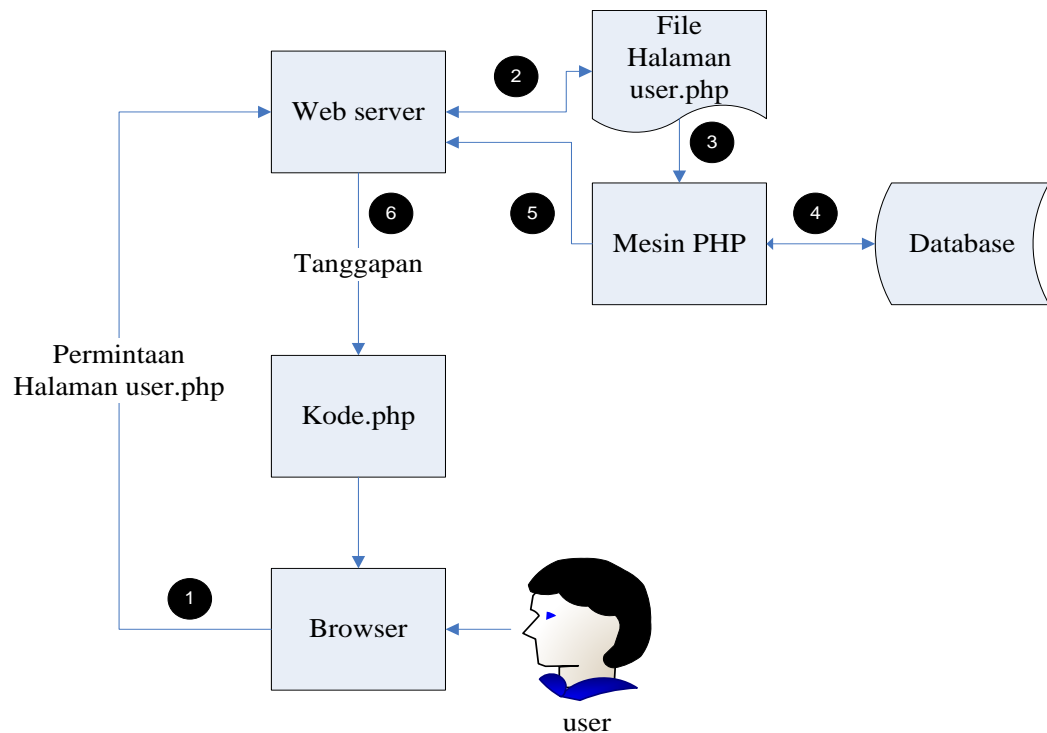 File
Halaman
user.php
2
Web server
3
6
5
4
Mesin PHP
Database
Tanggapan
Permintaan
Halaman user.php
Kode.php
1
Browser
user